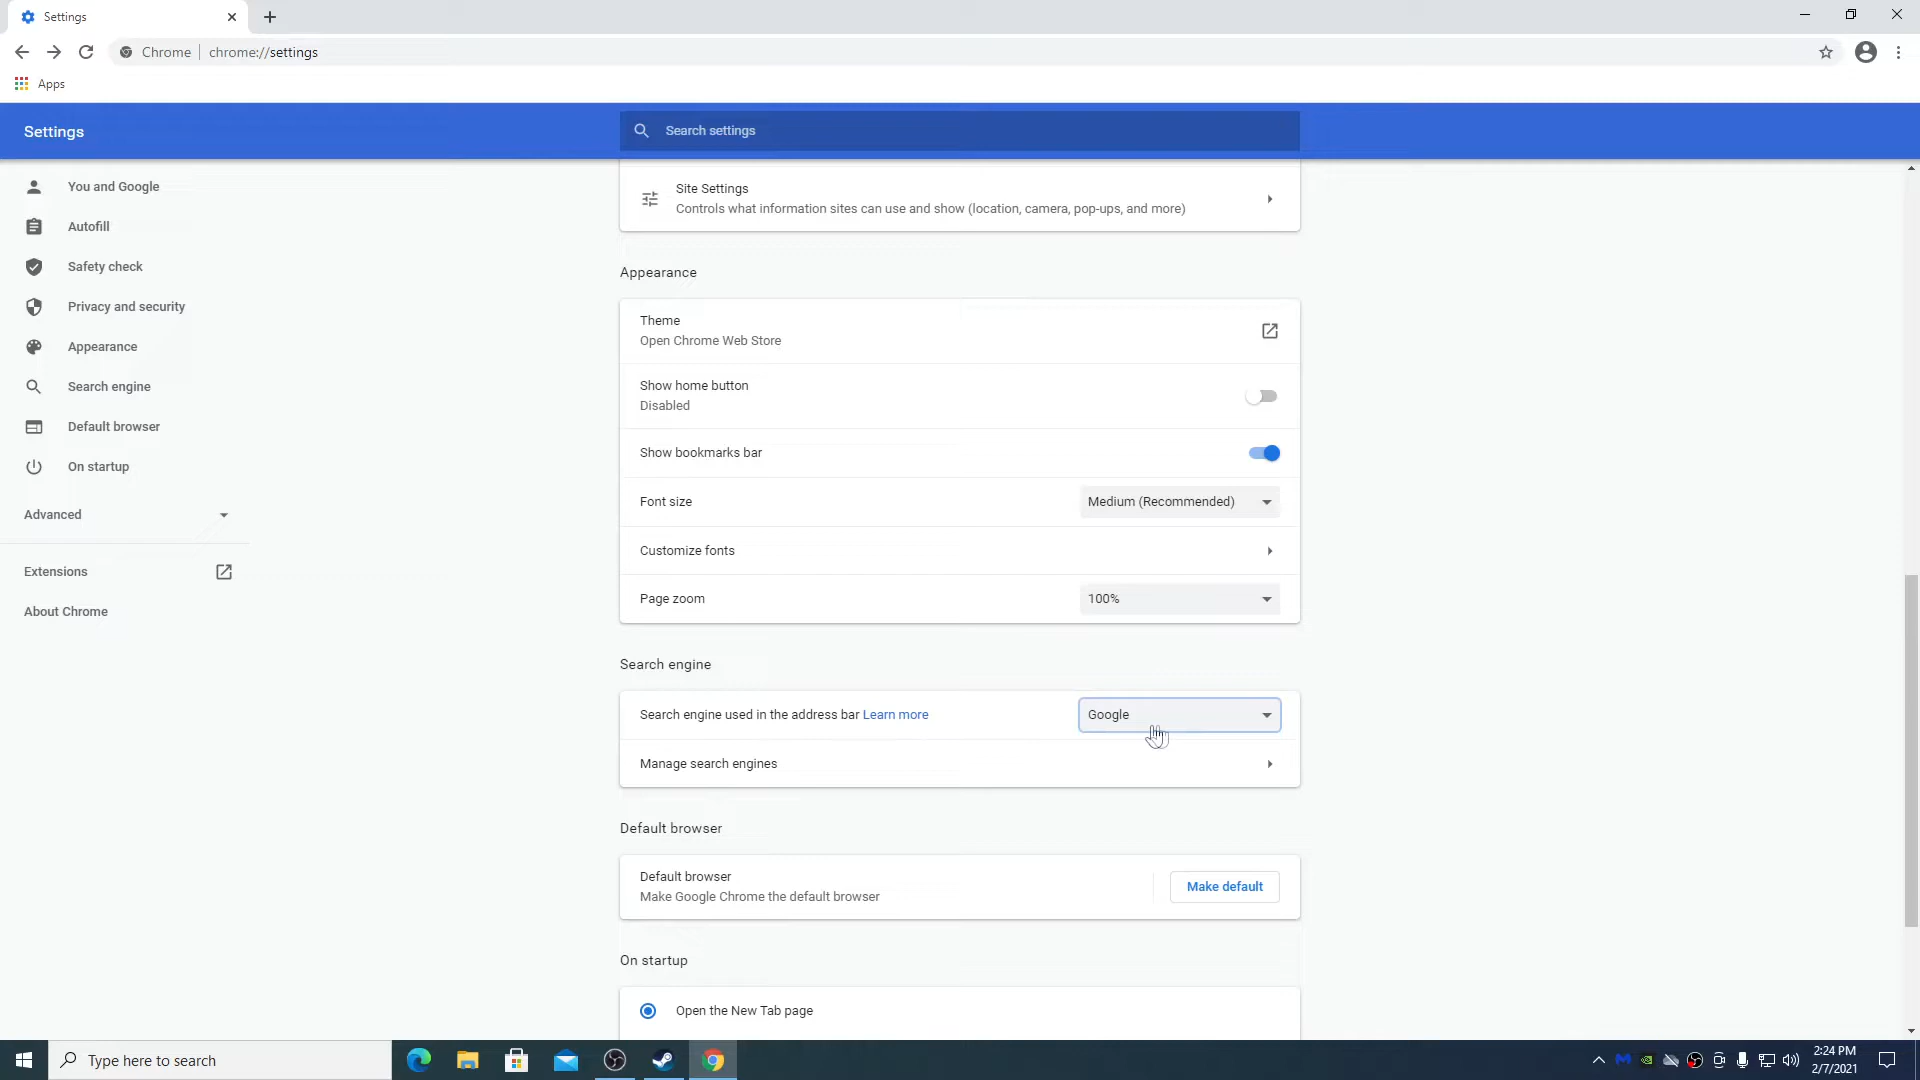 Settings
Chrome
chrome://settings
Apps
Settings
Search settings
You and Google
Autofill
Safety check
Privacy and security
Appearance
Search engine
Default browser
On startup
Advanced
Extensions
About Chrome
Site Settings
Controls what information sites can use and show (location, camera, pop-ups, and more)
Appearance
Theme
Open Chrome Web Store
Show home button
Disabled
Show bookmarks bar
Font size
Medium (Recommended)
Customize fonts
Page zoom
100%
Search engine
Search engine used in the address bar Learn more
Google
Manage search engines
Default browser
Default browser
Make Google Chrome the default browser
Make default
On startup
Open the New Tab page
Type here to search
2:24 PM
2/7/2021